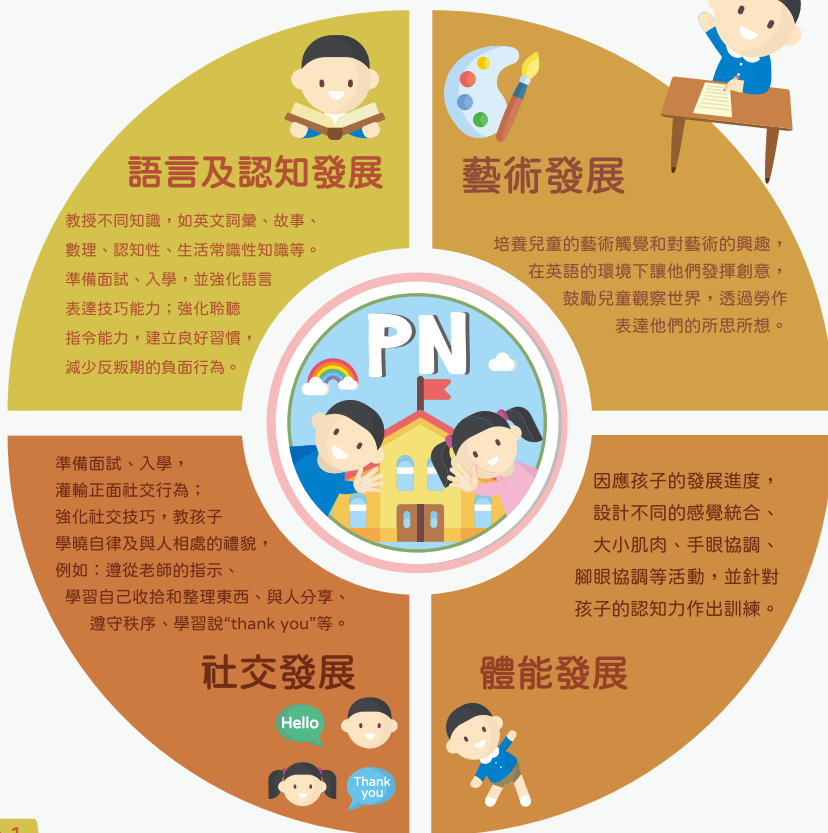 語言及認知發展
教授不同知識，如英文詞彙、故事、
數理、認知性、生活常識性知識等。
準備面試、入學，並強化語言
表達技巧能力；強化聆聽
指令能力，建立良好習慣，
減少反叛期的負面行為。
藝術發展
培養兒童的藝術觸覺和對藝術的興趣，
在英語的環境下讓他們發揮創意，
鼓勵兒童觀察世界，透過勞作
表達他們的所思所想。
PN
準備面試、入學，
灌輸正面社交行為；
強化社交技巧，教孩子
學曉自律及與人相處的禮貌，
例如：遵從老師的指示、
學習自己收拾和整理東西、與人分享、
遵守秩序、學習說“thank you”等。
社交發展
Hello
Thank
you
因應孩子的發展進度，
設計不同的感覺統合、
大小肌肉、手眼協調、
腳眼協調等活動，並針對
孩子的認知力作出訓練。
體能發展